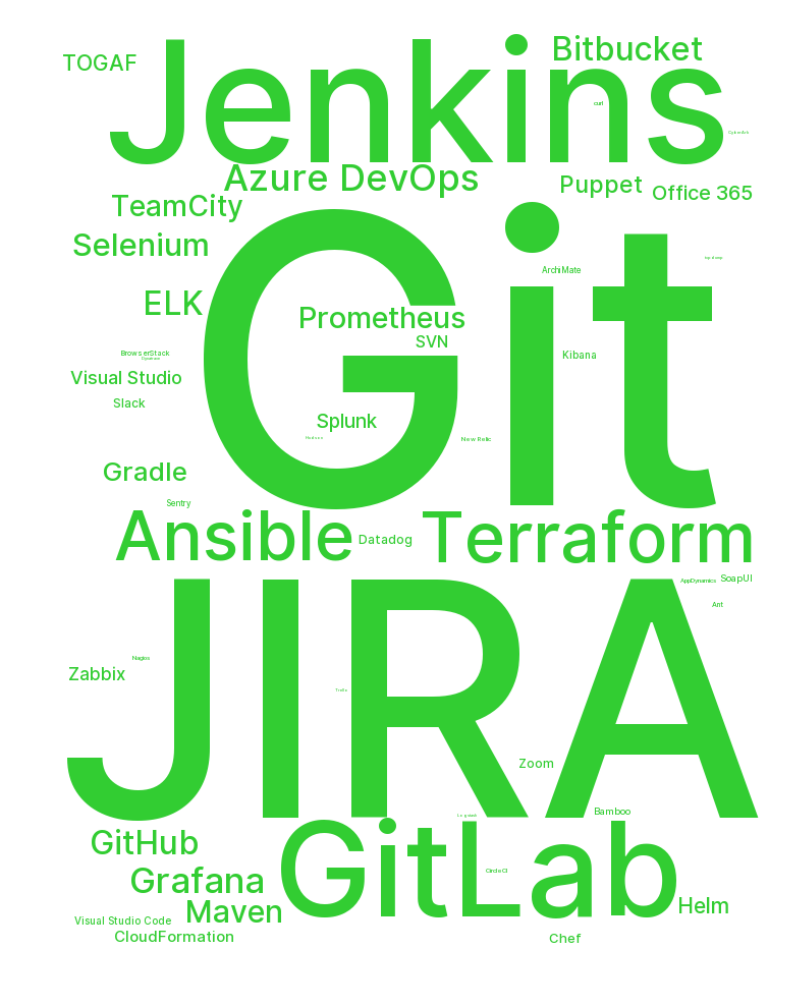 TOGAF
Jenkins
Bitbucket
curl
Azure DevOps
Puppet
Office 365
TeamCity
Selenium
Git
ArchiMate
ELK
Prometheus
SVN
BrowserStack
Kibana
Visual Studio
Slack
Splunk
New Relic
Gradle
Sentry
Ansible
Datadog
Terraform
JIRA
AppDynamics
SoapUI
Ant
Nagios
Zabbix
Trello
Zoom
Bamboo
GitHub
GitLab
CircleCI
Grafana
Maven
Helm
Visual Studio Code
CloudFormation
Chef